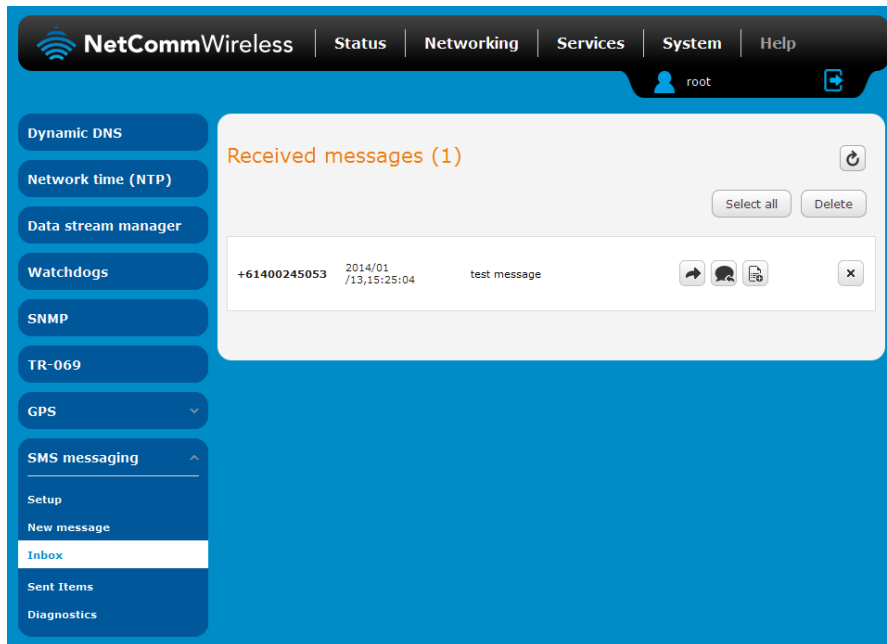 NetCommWireless Status Networking Services System Help
root
Dynamic DNS
Network time (NTP)
Data stream manager
Watchdogs
SNMP
TR-069
GPS
SMS messaging
Setup
New message
Inbox
Sent Items
Diagnostics
Received messages (1)
Select all Delete
+61400245053 2014/01 test message
/13,15:25:04